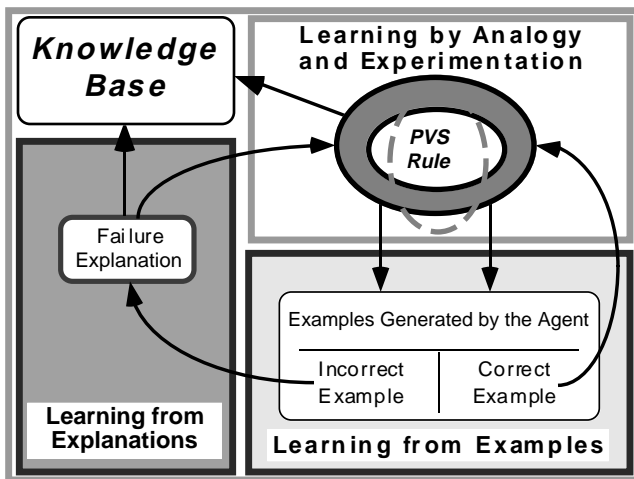 Knowledge
Base
Learning by Analogy
and Experimentation
PVS
Rule
Failure
Explanation
Examples Generated by the Agent
Incorrect
Example
Correct
Example
Learning from
Explanations
Learning from Examples